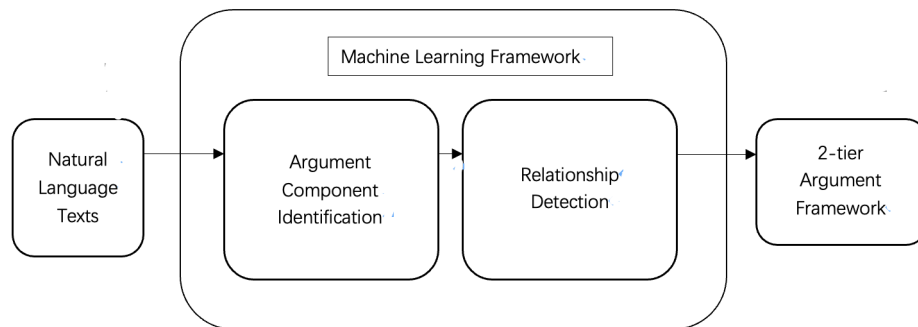 Machine Learning Framework
Natural
Language
Texts
Argument
Component
Identification
Relationship
Detection
2-tier
Argument
Framework